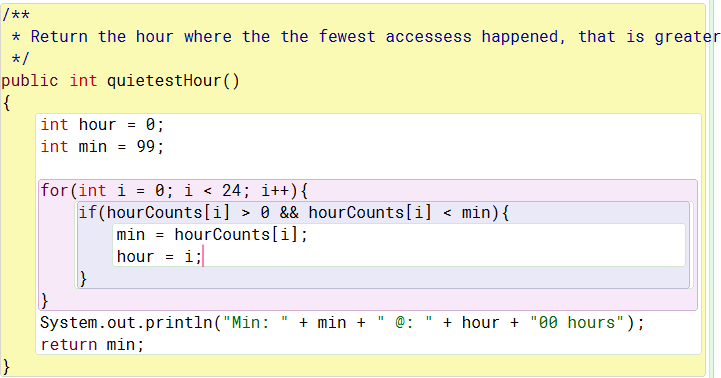 /**
 * Return the hour where the the fewest accessess happened, that is greater
 */
public int quietestHour()
{
    int hour = 0;
    int min = 99;

    for(int i = 0; i < 24; i++){
        if(hourCounts[i] > 0 && hourCounts[i] < min){
            min = hourCounts[i];
            hour = i;
        }
    }
    System.out.println("Min: " + min + " @: " + hour + "00 hours");
    return min;
}